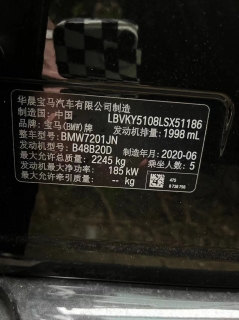 华晨宝马汽车有限公司制造
制造国：中国 LBVKY5108LSX51186
品牌：宝马(BMW)牌 发动机排量：1998 mL
整车型号：BMW7201JN
发动机型号：B48B20D 制造年月：2020-06
最大允许总质量：2245 kg 乘坐人数：5
发动机最大净功率：185 kW
最大允许牵引质量：-- kg
475